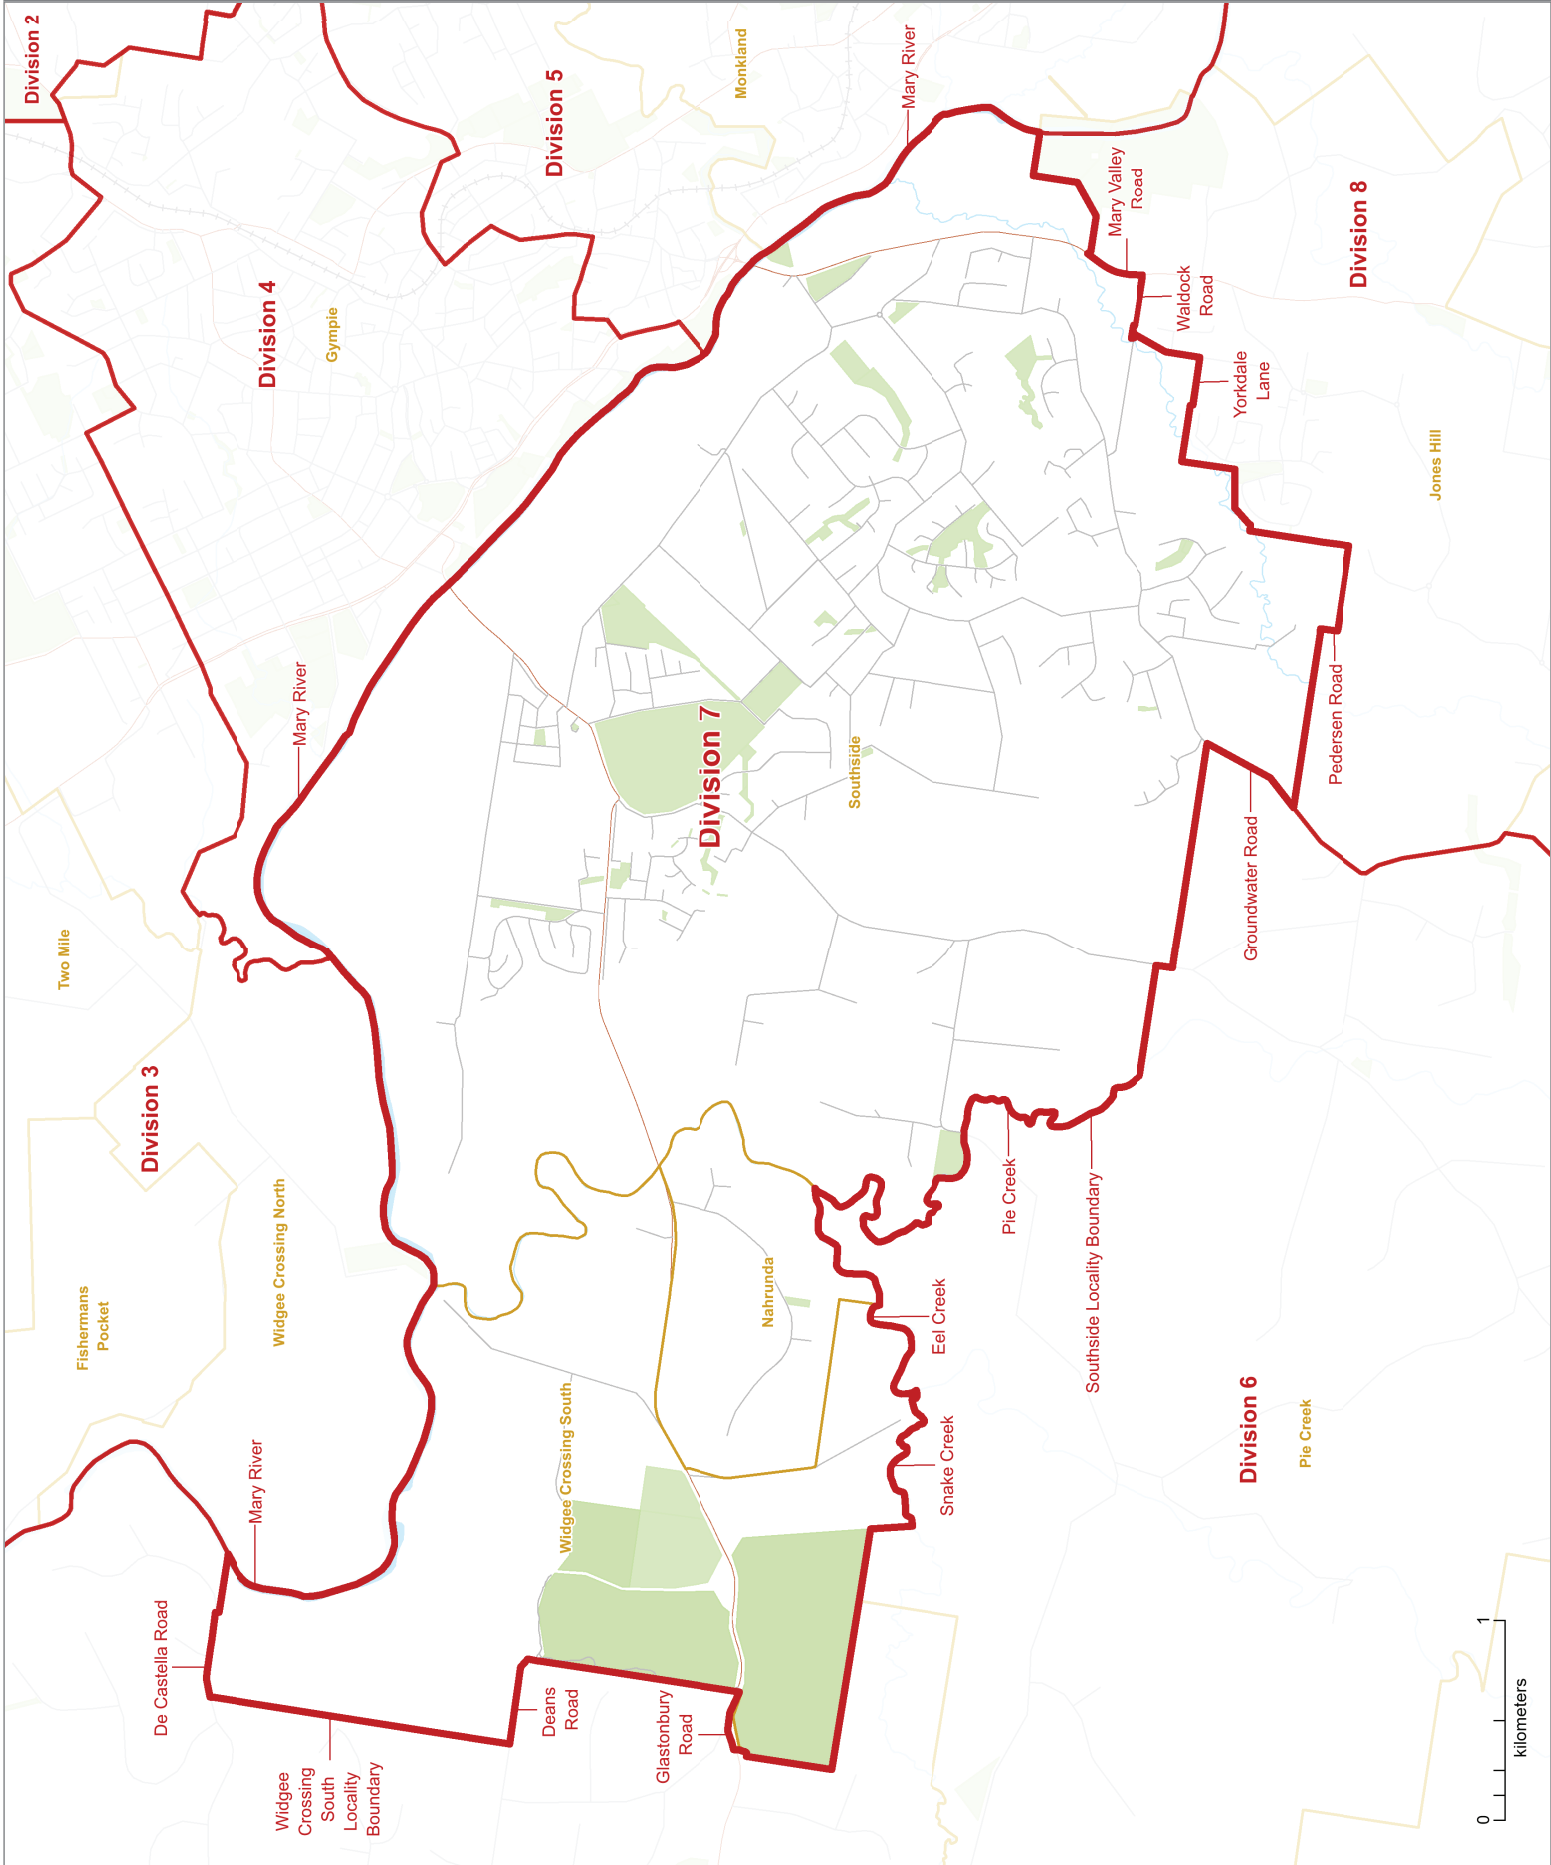 Division 2
Division 5
Monkland
Mary River
Division 4
Gympie
Mary Valley
Road
Division 8
Waldock
Road
Yorkdale
Lane
Jones Hill
Mary River
Division 7
Southside
Pedersen Road
Groundwater Road
Two Mile
Division 3
Fishermans
Pocket
Widgee Crossing North
Nahrunda
Pie Creek
Southside Locality Boundary
Eel Creek
Snake Creek
Division 6
Pie Creek
Widgee Crossing South
Mary River
De Castella Road
Deans
Road
Glastonbury
Road
Widgee
Crossing
South
Locality
Boundary
0
1
kilometers